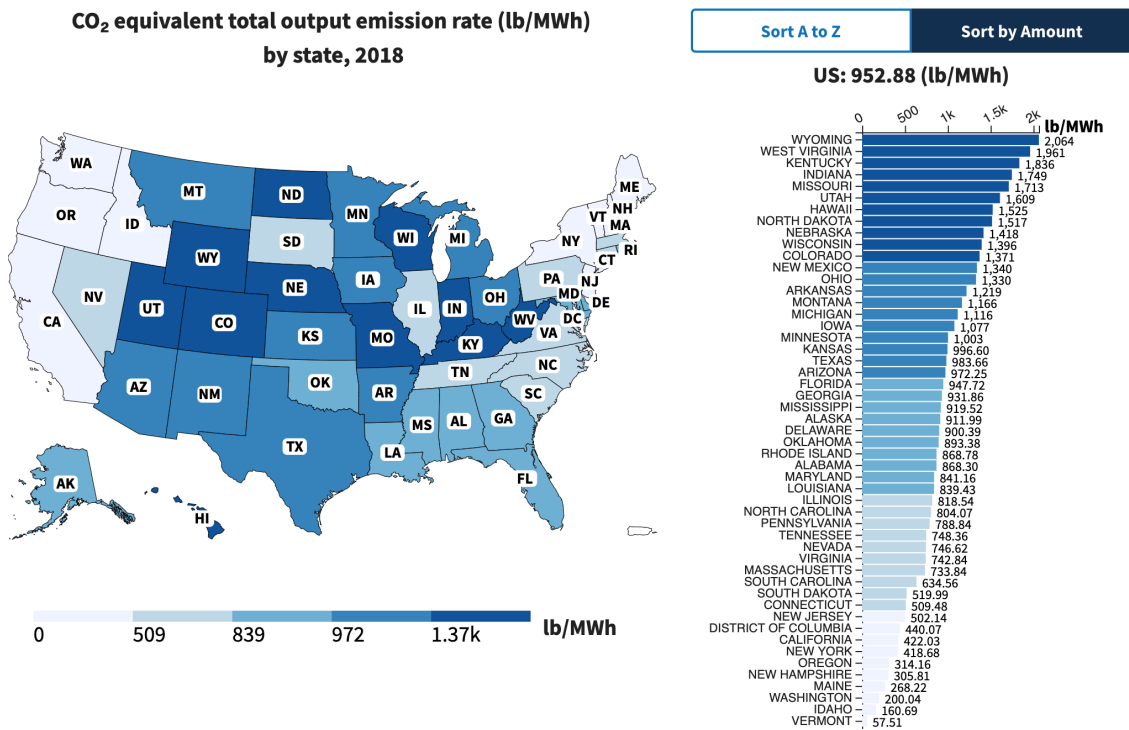 CO₂ equivalent total output emission rate (lb/MWh)
by state, 2018
Sort A to Z
Sort by Amount
US: 952.88 (lb/MWh)
0 500 1k 1.5k 2k lb/MWh
WYOMING 2,064
WEST VIRGINIA 1,961
KENTUCKY 1,836
INDIANA 1,749
MISSOURI 1,713
UTAH 1,609
HAWAII 1,525
NORTH DAKOTA 1,517
NEBRASKA 1,418
WISCONSIN 1,396
COLORADO 1,371
NEW MEXICO 1,340
OHIO 1,330
ARKANSAS 1,219
MONTANA 1,166
MICHIGAN 1,116
IOWA 1,077
MINNESOTA 1,003
KANSAS 996.60
TEXAS 983.66
ARIZONA 972.25
FLORIDA 947.72
GEORGIA 931.86
MISSISSIPPI 919.52
ALASKA 911.99
DELAWARE 900.39
OKLAHOMA 893.38
RHODE ISLAND 868.78
ALABAMA 868.30
MARYLAND 841.16
LOUISIANA 839.43
ILLINOIS 818.54
NORTH CAROLINA 804.07
PENNSYLVANIA 788.84
TENNESSEE 748.36
NEVADA 746.62
VIRGINIA 742.84
MASSACHUSETTS 733.84
SOUTH CAROLINA 634.56
SOUTH DAKOTA 519.99
CONNECTICUT 509.48
NEW JERSEY 502.14
DISTRICT OF COLUMBIA 440.07
CALIFORNIA 422.03
NEW YORK 418.68
OREGON 314.16
NEW HAMPSHIRE 305.81
MAINE 268.22
WASHINGTON 200.04
IDAHO 160.69
VERMONT 57.51
WA
MT
ND
MN
ME
OR
ID
SD
WI
MI
VT
NH
MA
NY
RI
WY
CT
NV
NE
IA
PA
NJ
UT
IL
IN
OH
MD
DE
CA
CO
KS
MO
WV
DC
VA
KY
AZ
NM
OK
TN
NC
AR
SC
TX
MS
AL
GA
LA
FL
AK
HI
0 509 839 972 1.37k lb/MWh